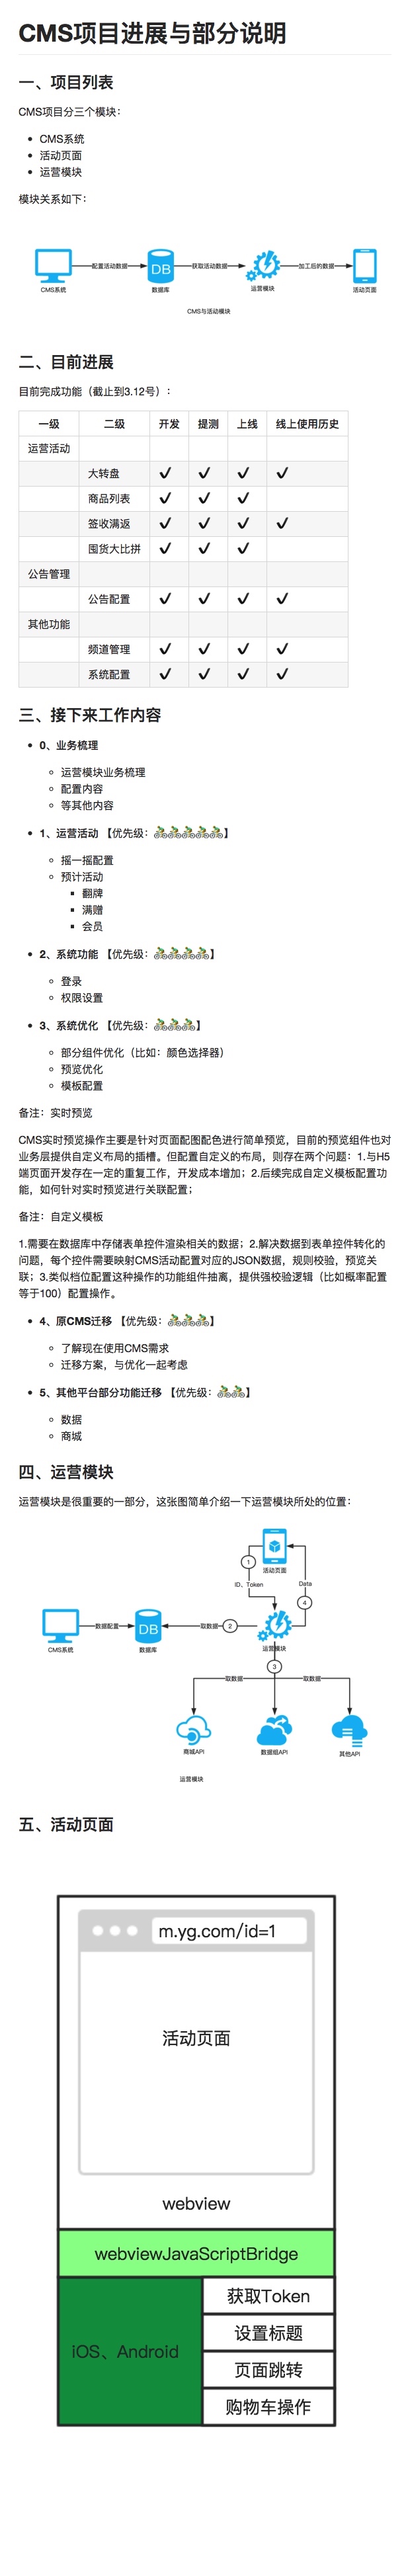 CMS项目进展与部分说明
一、项目列表
CMS项目分三个模块：
CMS系统
活动页面
运营模块
模块关系如下：
配置活动数据
获取活动数据
加工后的数据
DB
CMS系统
数据库
运营模块
活动页面
CMS与活动模块
二、目前进展
目前完成功能（截止到3.12号）：
一级 二级 开发 提测 上线 线上使用历史
运营活动
大转盘 ✔ ✔ ✔ ✔
商品列表 ✔ ✔ ✔
签收满返 ✔ ✔ ✔ ✔
囤货大比拼 ✔ ✔ ✔
公告管理
公告配置 ✔ ✔ ✔ ✔
其他功能
频道管理 ✔ ✔ ✔ ✔
系统配置 ✔ ✔ ✔ ✔
三、接下来工作内容
0、业务梳理
运营模块业务梳理
配置内容
等其他内容
1、运营活动 【优先级：🚴🚴🚴🚴🚴】
摇一摇配置
预计活动
翻牌
满赠
会员
2、系统功能 【优先级：🚴🚴🚴🚴】
登录
权限设置
3、系统优化 【优先级：🚴🚴🚴】
部分组件优化（比如：颜色选择器）
预览优化
模板配置
备注：实时预览
CMS实时预览操作主要是针对页面配图配色进行简单预览，目前的预览组件也对
业务层提供自定义布局的插槽。但配置自定义的布局，则存在两个问题：1.与H5
端页面开发存在一定的重复工作，开发成本增加；2.后续完成自定义模板配置功
能，如何针对实时预览进行关联配置；
备注：自定义模板
1.需要在数据库中存储表单控件渲染相关的数据；2.解决数据到表单控件转化的
问题，每个控件需要映射CMS活动配置对应的JSON数据，规则校验，预览关
联；3.类似档位配置这种操作的功能组件抽离，提供强校验逻辑（比如概率配置
等于100）配置操作。
4、原CMS迁移 【优先级：🚴🚴🚴】
了解现在使用CMS需求
迁移方案，与优化一起考虑
5、其他平台部分功能迁移 【优先级：🚴🚴】
数据
商城
四、运营模块
运营模块是很重要的一部分，这张图简单介绍一下运营模块所处的位置：
1
活动页面
ID、Token
Data
4
数据配置
DB
取数据
2
CMS系统
数据库
运营模块
3
取数据
取数据
商城API
数据组API
其他API
运营模块
五、活动页面
m.yg.com/id=1
活动页面
webview
webviewJavaScriptBridge
iOS、Android
获取Token
设置标题
页面跳转
购物车操作